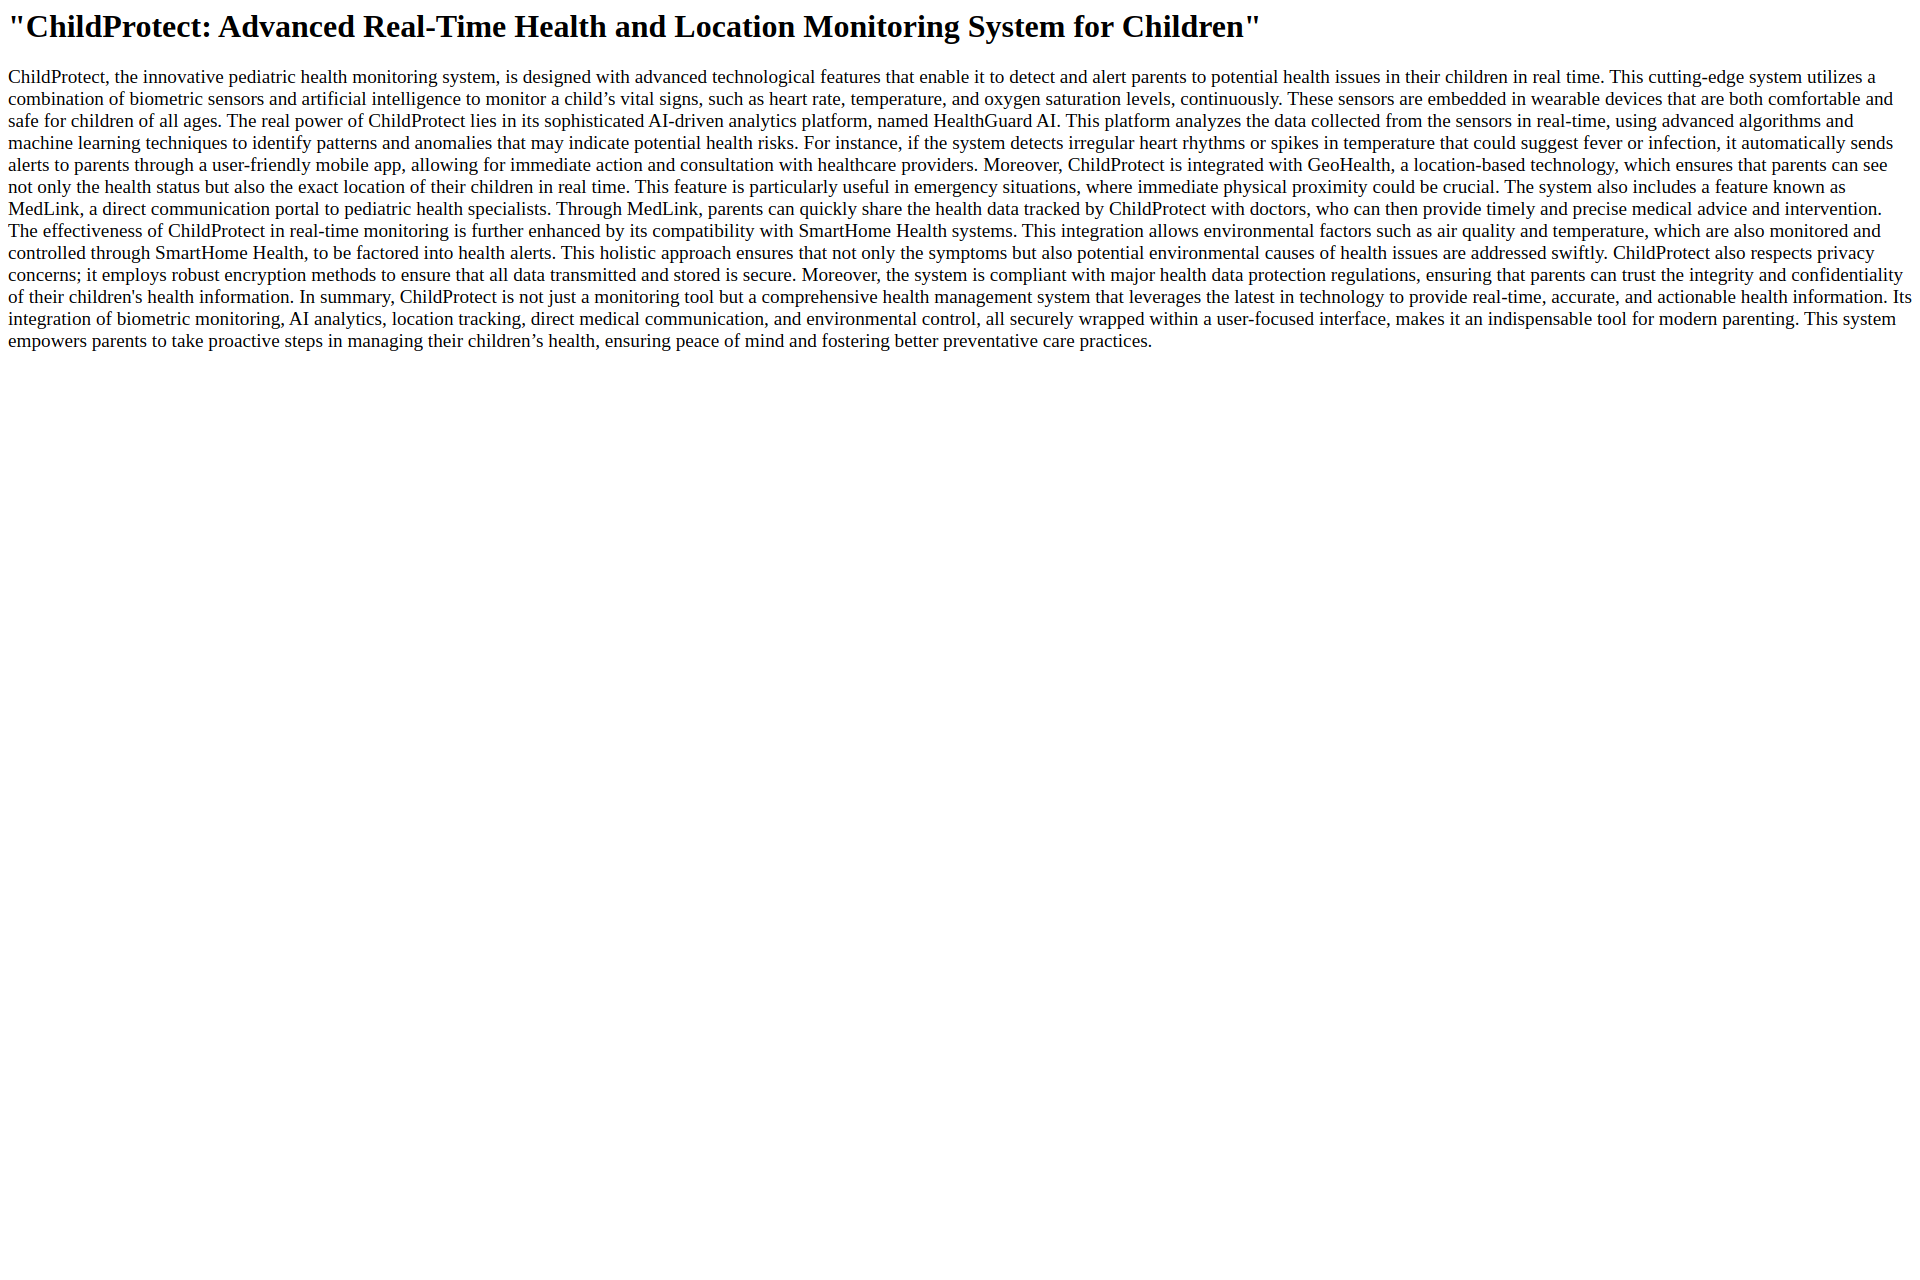 "ChildProtect: Advanced Real-Time Health and Location Monitoring System for Children"
ChildProtect, the innovative pediatric health monitoring system, is designed with advanced technological features that enable it to detect and alert parents to potential health issues in their children in real time. This cutting-edge system utilizes a
combination of biometric sensors and artificial intelligence to monitor a child’s vital signs, such as heart rate, temperature, and oxygen saturation levels, continuously. These sensors are embedded in wearable devices that are both comfortable and
safe for children of all ages. The real power of ChildProtect lies in its sophisticated AI-driven analytics platform, named HealthGuard AI. This platform analyzes the data collected from the sensors in real-time, using advanced algorithms and
machine learning techniques to identify patterns and anomalies that may indicate potential health risks. For instance, if the system detects irregular heart rhythms or spikes in temperature that could suggest fever or infection, it automatically sends
alerts to parents through a user-friendly mobile app, allowing for immediate action and consultation with healthcare providers. Moreover, ChildProtect is integrated with GeoHealth, a location-based technology, which ensures that parents can see
not only the health status but also the exact location of their children in real time. This feature is particularly useful in emergency situations, where immediate physical proximity could be crucial. The system also includes a feature known as
MedLink, a direct communication portal to pediatric health specialists. Through MedLink, parents can quickly share the health data tracked by ChildProtect with doctors, who can then provide timely and precise medical advice and intervention.
The effectiveness of ChildProtect in real-time monitoring is further enhanced by its compatibility with SmartHome Health systems. This integration allows environmental factors such as air quality and temperature, which are also monitored and
controlled through SmartHome Health, to be factored into health alerts. This holistic approach ensures that not only the symptoms but also potential environmental causes of health issues are addressed swiftly. ChildProtect also respects privacy
concerns; it employs robust encryption methods to ensure that all data transmitted and stored is secure. Moreover, the system is compliant with major health data protection regulations, ensuring that parents can trust the integrity and confidentiality
of their children's health information. In summary, ChildProtect is not just a monitoring tool but a comprehensive health management system that leverages the latest in technology to provide real-time, accurate, and actionable health information. Its
integration of biometric monitoring, AI analytics, location tracking, direct medical communication, and environmental control, all securely wrapped within a user-focused interface, makes it an indispensable tool for modern parenting. This system
empowers parents to take proactive steps in managing their children’s health, ensuring peace of mind and fostering better preventative care practices.